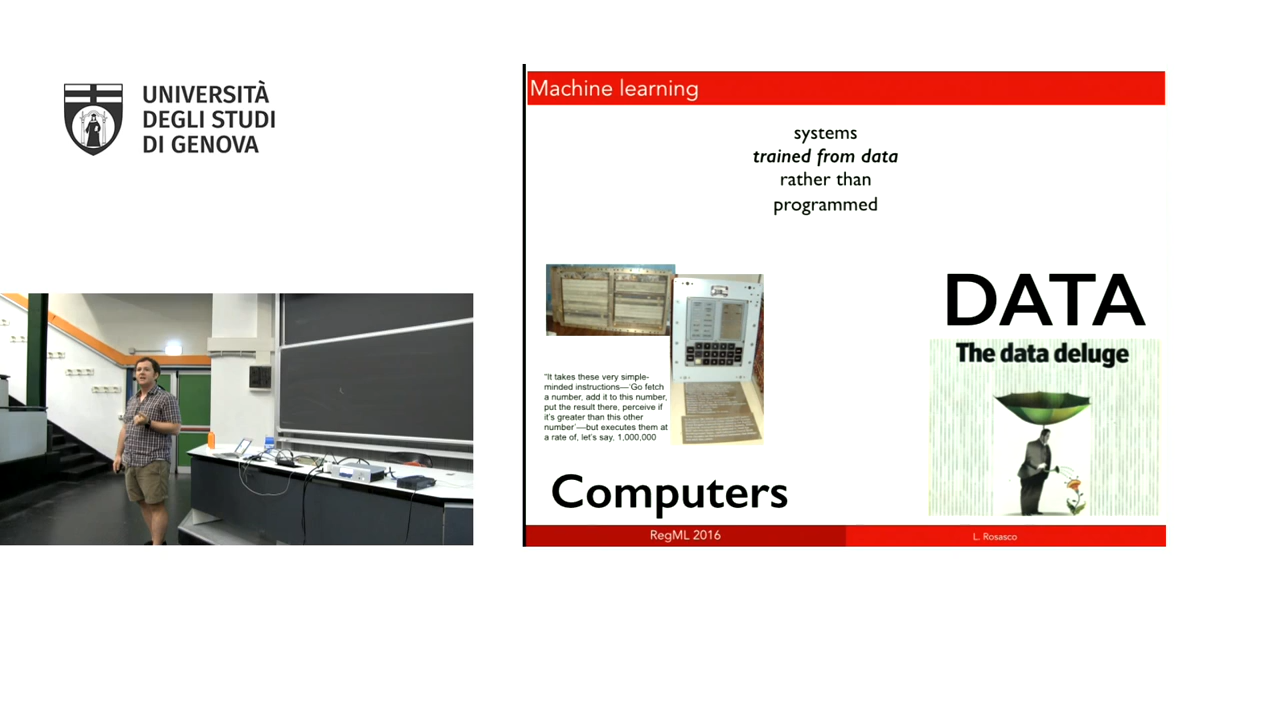 UNIVERSITÀ
DEGLI STUDI
DI GENOVA
Machine learning
systems
trained from data
rather than
programmed
"It takes these very simple-
minded instructions—'Go fetch
a number, add it to this number,
put the result there, perceive if
it's greater than this other
number'—but executes them at
a rate of, let's say, 1,000,000
Computers
DATA
The data deluge
RegML 2016
L. Rosasco